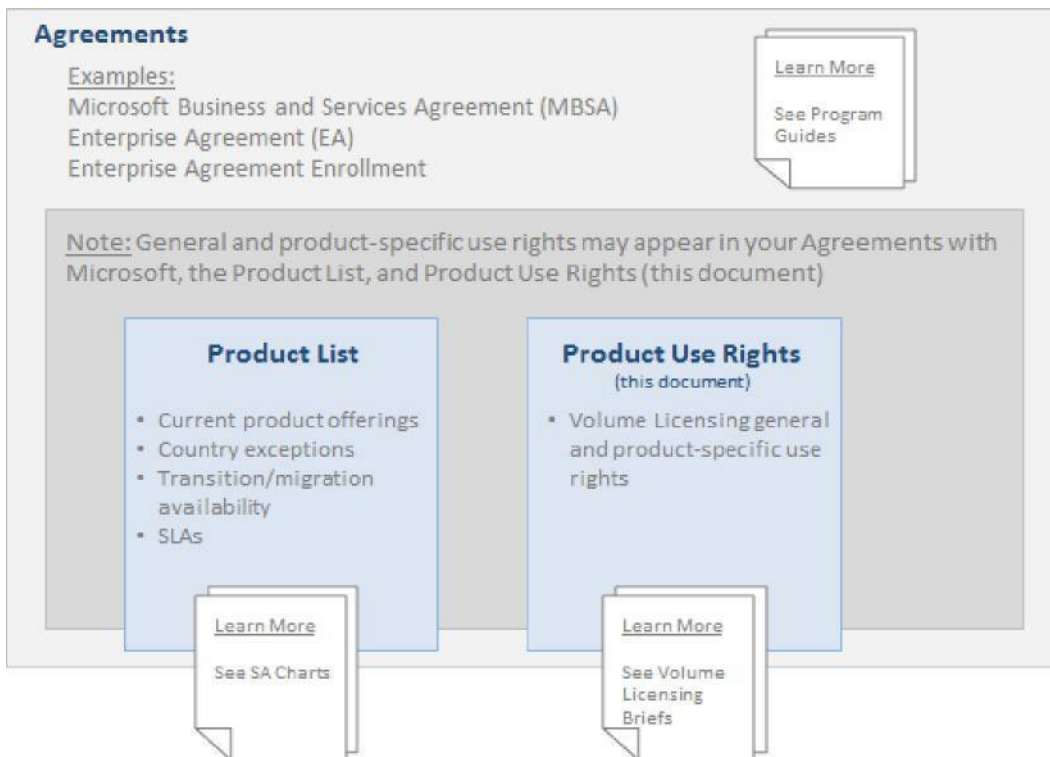 Agreements
Examples:
Microsoft Business and Services Agreement (MBSA)
Enterprise Agreement (EA)
Enterprise Agreement Enrollment
Learn More
See Program
Guides
Note: General and product-specific use rights may appear in your Agreements with
Microsoft, the Product List, and Product Use Rights (this document)
Product List
• Current product offerings
• Country exceptions
• Transition/migration
availability
• SLAs
Learn More
See SA Charts
Product Use Rights
(this document)
• Volume Licensing general
and product-specific use
rights
Learn More
See Volume
Licensing
Briefs